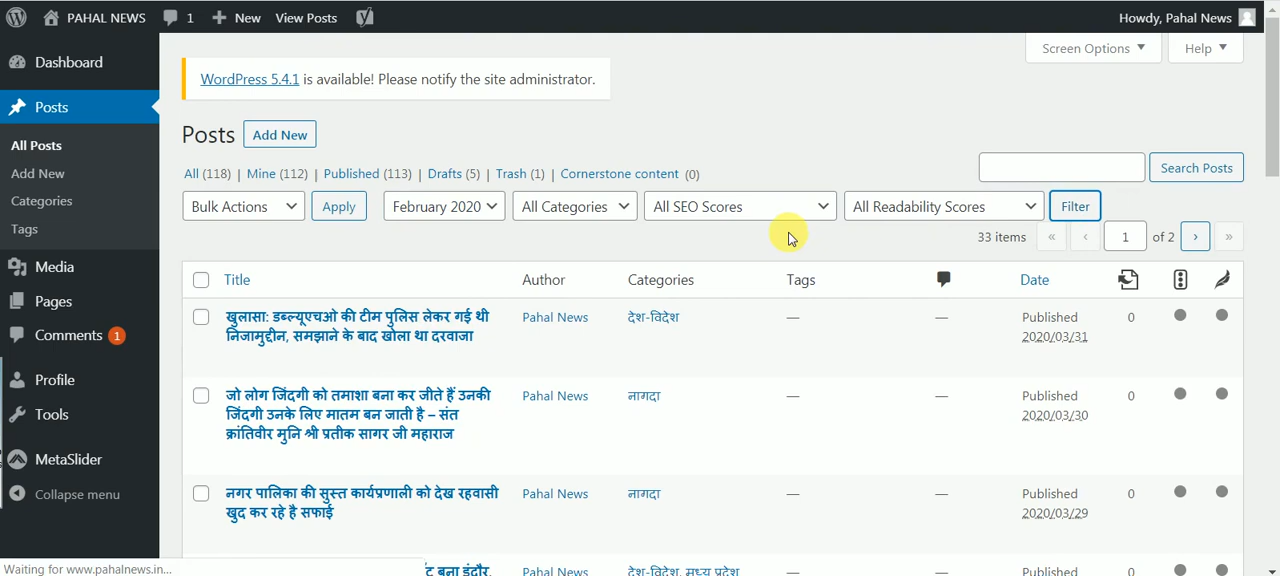 PAHAL NEWS 1 New View Posts Howdy, Pahal News
Dashboard
Posts
All Posts
Add New
Categories
Tags
Media
Pages
Comments 1
Profile
Tools
MetaSlider
Collapse menu
Screen Options Help
WordPress 5.4.1 is available! Please notify the site administrator.
Posts Add New
All (118) | Mine (112) | Published (113) | Drafts (5) | Trash (1) | Cornerstone content (0)
Search Posts
Bulk Actions Apply February 2020 All Categories All SEO Scores All Readability Scores Filter
33 items « ‹ 1 of 2 › »
Title Author Categories Tags Date
खुलासा: डब्ल्यूएचओ की टीम पुलिस लेकर गई थी
निजामुद्दीन, समझाने के बाद खोला था दरवाजा
Pahal News देश-विदेश — — Published 0
2020/03/31
जो लोग जिंदगी को तमाशा बना कर जीते हैं उनकी
जिंदगी उनके लिए मातम बन जाती है – संत
क्रांतिवीर मुनि श्री प्रतीक सागर जी महाराज
Pahal News नागदा — — Published 0
2020/03/30
नगर पालिका की सुस्त कार्यप्रणाली को देख रहवासी
खुद कर रहे है सफाई
Pahal News नागदा — — Published 0
2020/03/29
बना इंदौर, Pahal News देश-विदेश, मध्य प्रदेश Published 0
Waiting for www.pahalnews.in...